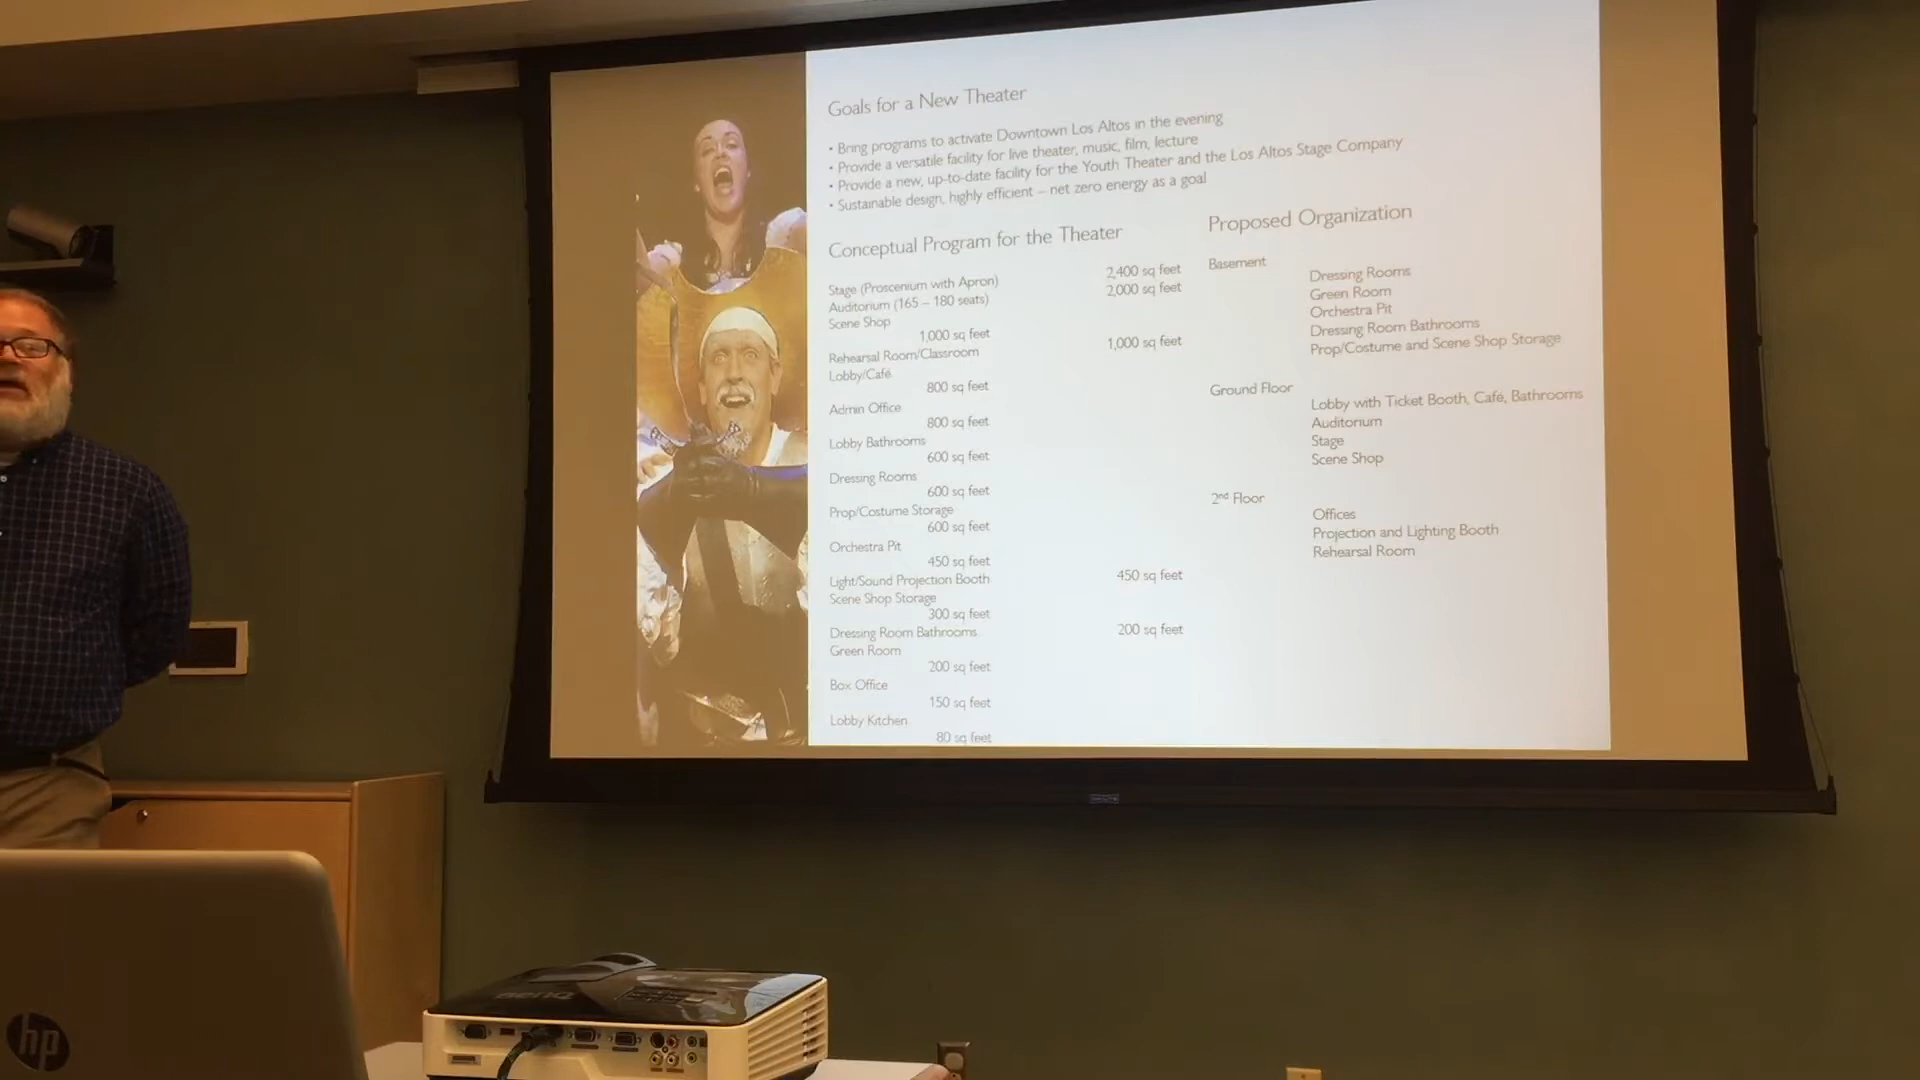 Goals for a New Theater
• Bring programs to activate Downtown Los Altos in the evening
• Provide a versatile facility for live theater, music, film, lecture
• Provide a new, up-to-date facility for the Youth Theater and the Los Altos Stage Company
• Sustainable design, highly efficient – net zero energy as a goal
Conceptual Program for the Theater
Stage (Proscenium with Apron) 2,400 sq feet
Auditorium (165 – 180 seats) 2,000 sq feet
Scene Shop
1,000 sq feet
Rehearsal Room/Classroom 1,000 sq feet
Lobby/Café
800 sq feet
Admin Office
800 sq feet
Lobby Bathrooms
600 sq feet
Dressing Rooms
600 sq feet
Prop/Costume Storage
600 sq feet
Orchestra Pit
450 sq feet
Light/Sound Projection Booth 450 sq feet
Scene Shop Storage
300 sq feet
Dressing Room Bathrooms 200 sq feet
Green Room
200 sq feet
Box Office
150 sq feet
Lobby Kitchen
80 sq feet
Proposed Organization
Basement
Dressing Rooms
Green Room
Orchestra Pit
Dressing Room Bathrooms
Prop/Costume and Scene Shop Storage
Ground Floor
Lobby with Ticket Booth, Café, Bathrooms
Auditorium
Stage
Scene Shop
2nd Floor
Offices
Projection and Lighting Booth
Rehearsal Room
hp